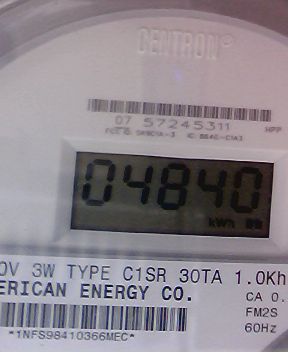 CENTRON®
07 57245311 HPP
04840
kWh
0V 3W TYPE C1SR 30TA 1.0Kh
ERICAN ENERGY CO. CA 0.
FM2S
*1NFS98410366MEC* 60Hz